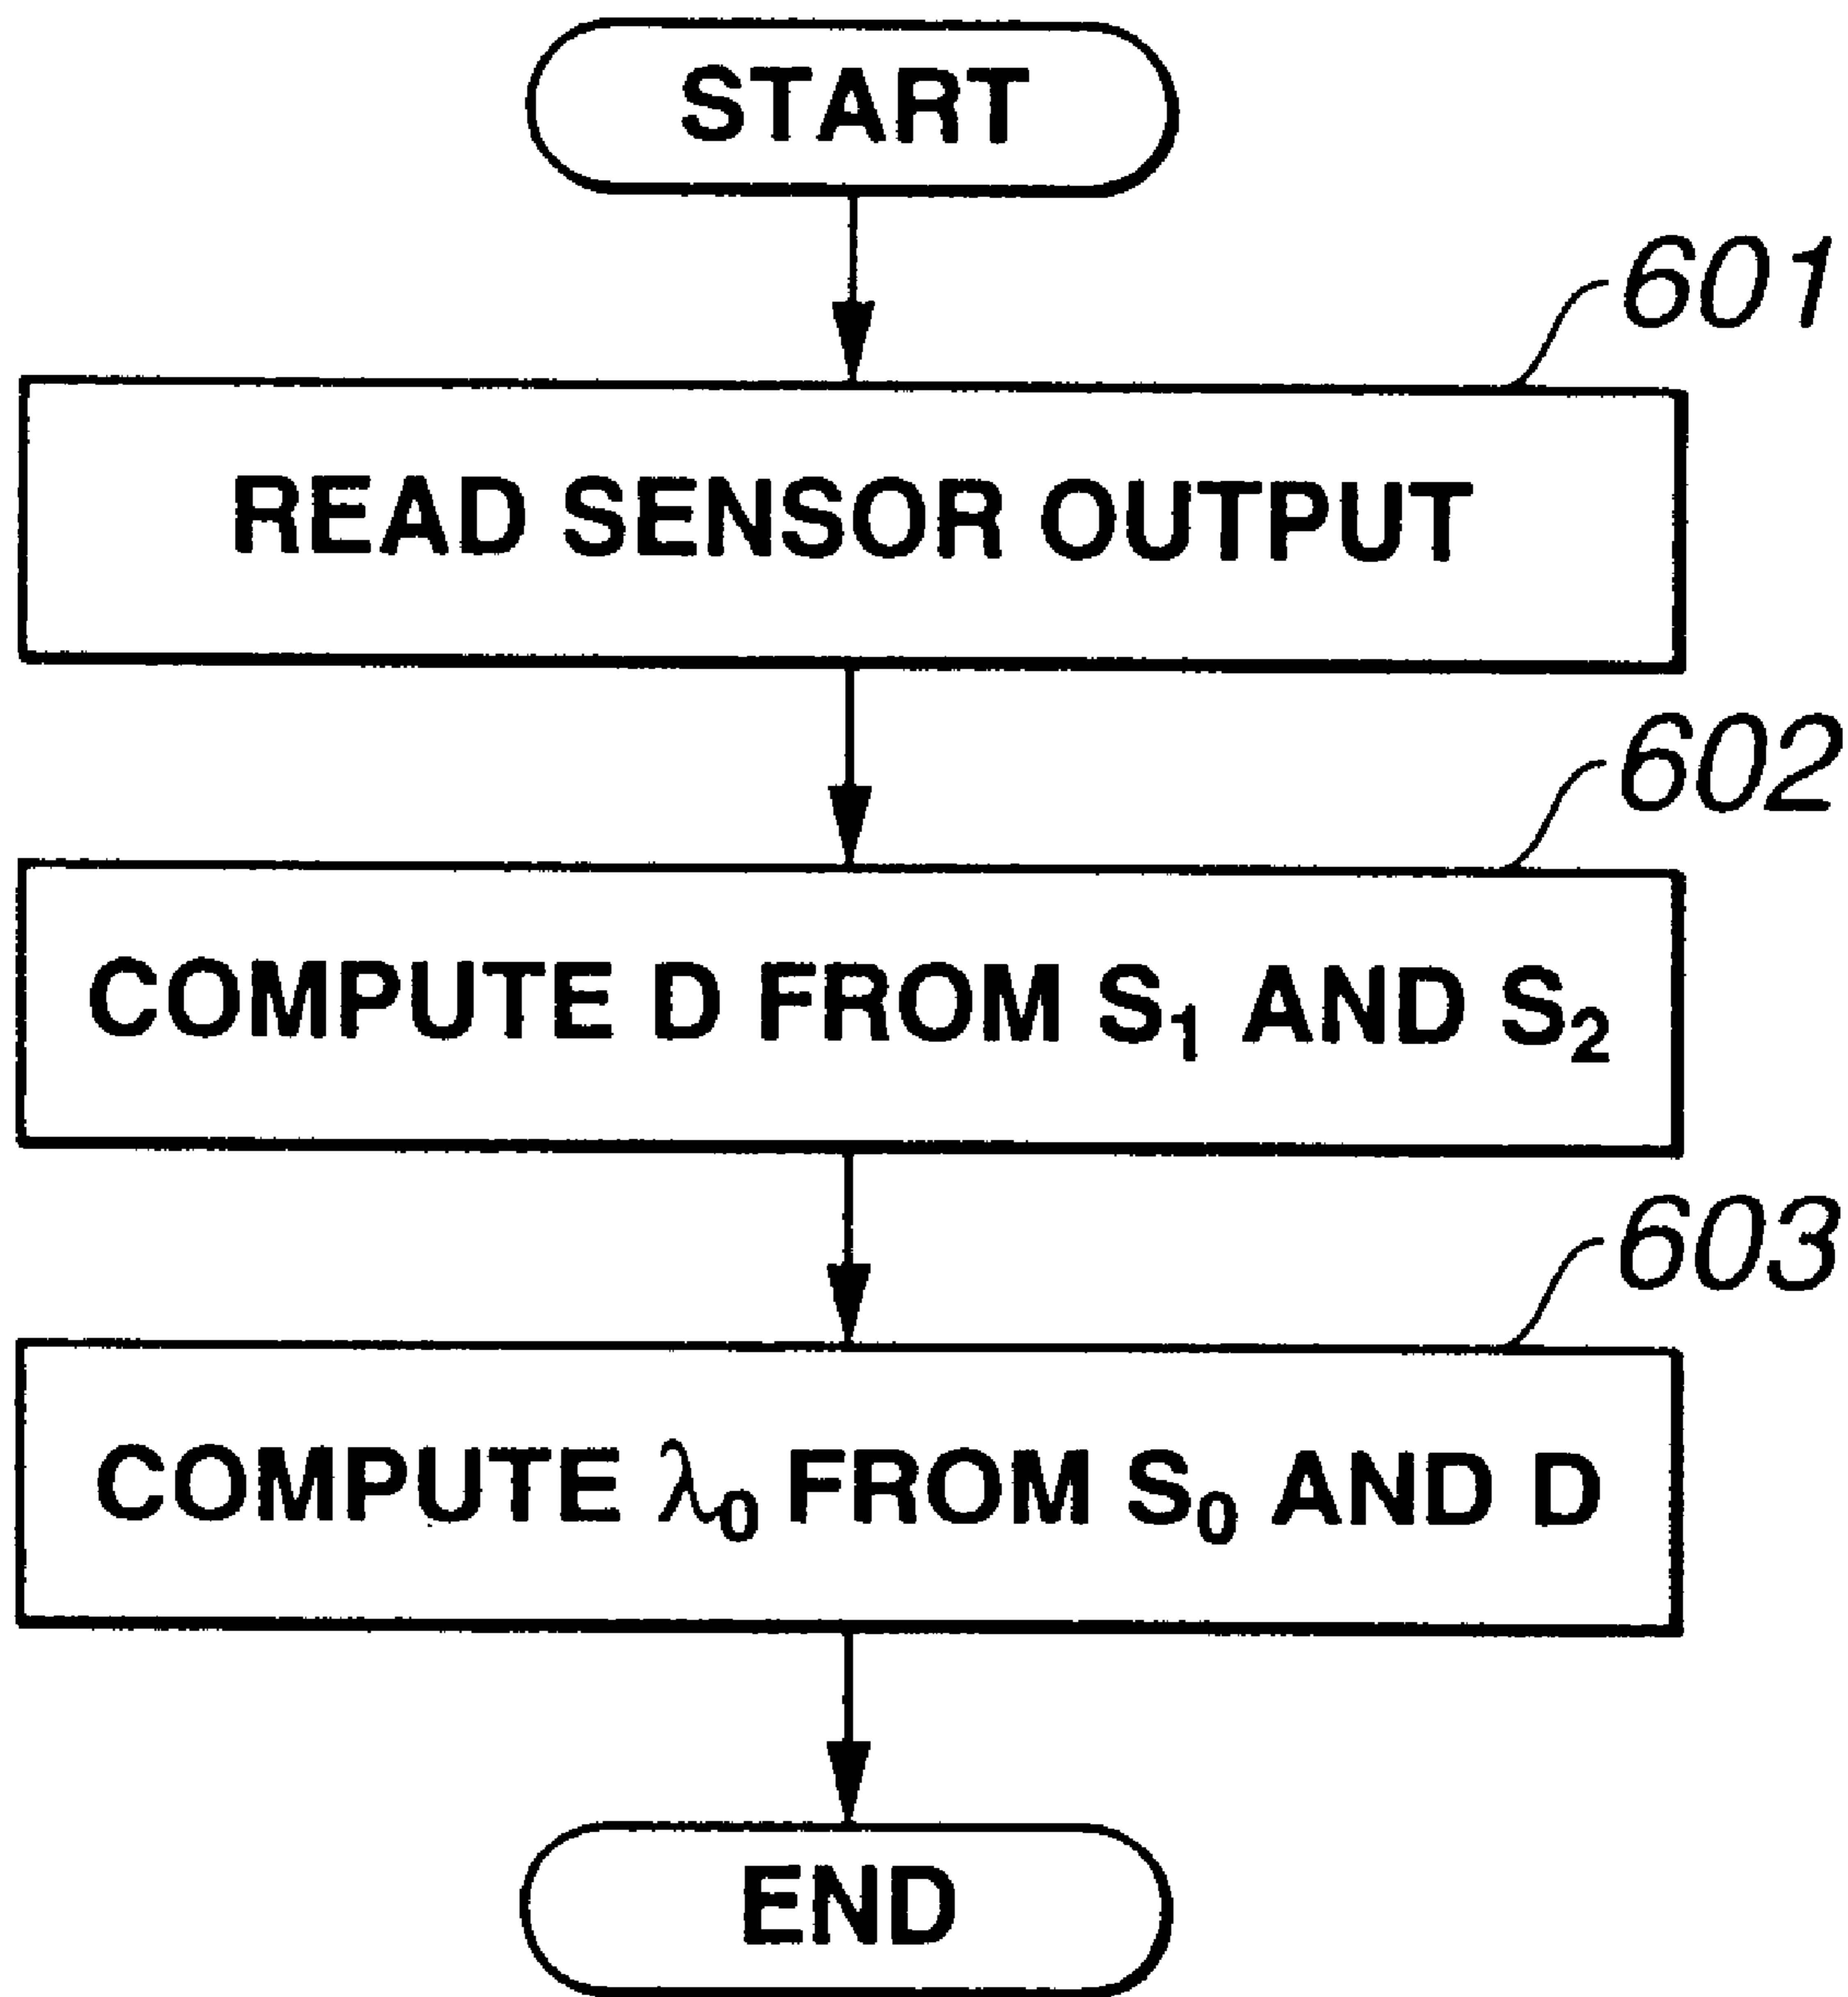 START
601
READ SENSOR OUTPUT
602
COMPUTE D FROM S₁ AND S₂
603
COMPUTE λ₀ FROM S₀ AND D
END